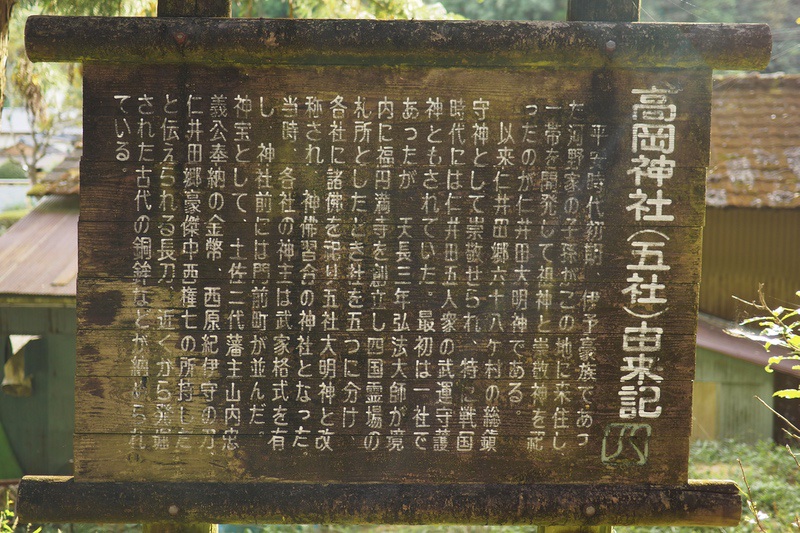 高岡神社(五社)由来記
平安時代初期、伊予豪族であっ
た河野家の子孫がこの地に来住し
一帯を開発して祖神と崇敬神を祀
ったのが仁井田大明神である。
以来仁井田郷六十八ヶ村の総鎮
守神として崇敬せられ、特に戦国
時代には仁井田五人衆の武運守護
神ともされていた。最初は一社で
あったが 天長三年弘法大師が境
内に福円満寺を創立し四国霊場の
札所としたとき社を五つに分け、
各社に諸佛を祀り五社大明神と改
称され、神佛習合の神社となった。
当時、各社の神主は武家格式を有
し、神社前には門前町が並んだ。
神宝として、土佐二代藩主山内忠
義公奉納の金幣、西原紀伊守の刀、
仁井田郷豪傑中西権七の所持した
と伝えられる長刀、近くから発掘
された古代の銅鉾などが納められ
ている。